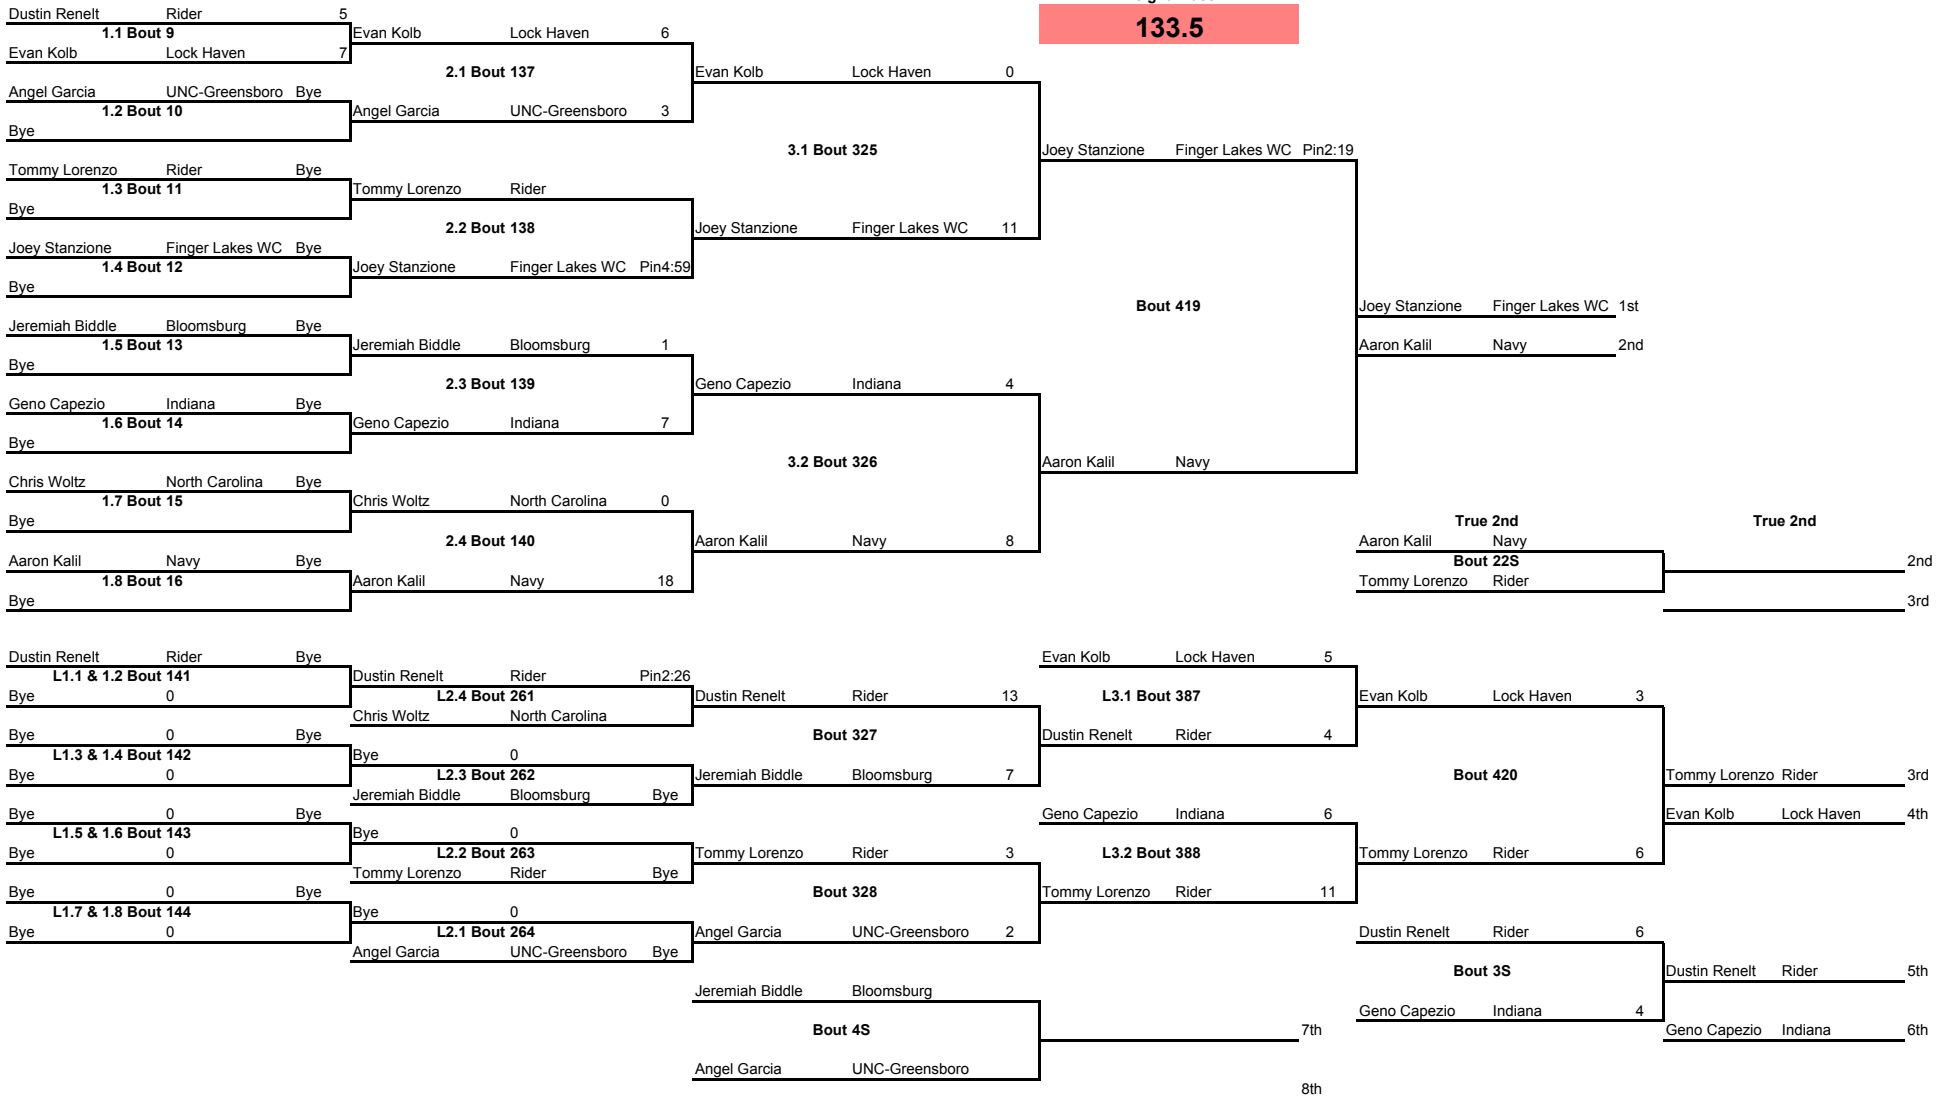 133.5
Dustin Renelt Rider 5
1.1 Bout 9
Evan Kolb Lock Haven 7
Angel Garcia UNC-Greensboro Bye
1.2 Bout 10
Bye
Tommy Lorenzo Rider Bye
1.3 Bout 11
Bye
Joey Stanzione Finger Lakes WC Bye
1.4 Bout 12
Bye
Jeremiah Biddle Bloomsburg Bye
1.5 Bout 13
Bye
Geno Capezio Indiana Bye
1.6 Bout 14
Bye
Chris Woltz North Carolina Bye
1.7 Bout 15
Bye
Aaron Kalil Navy Bye
1.8 Bout 16
Bye
Evan Kolb Lock Haven 6
2.1 Bout 137
Angel Garcia UNC-Greensboro 3
Tommy Lorenzo Rider
2.2 Bout 138
Joey Stanzione Finger Lakes WC Pin4:59
Jeremiah Biddle Bloomsburg 1
2.3 Bout 139
Geno Capezio Indiana 7
Chris Woltz North Carolina 0
2.4 Bout 140
Aaron Kalil Navy 18
Evan Kolb Lock Haven 0
3.1 Bout 325
Joey Stanzione Finger Lakes WC 11
Geno Capezio Indiana 4
3.2 Bout 326
Aaron Kalil Navy 8
Joey Stanzione Finger Lakes WC Pin2:19
Bout 419
Aaron Kalil Navy
Joey Stanzione Finger Lakes WC 1st
Aaron Kalil Navy 2nd
True 2nd True 2nd
Aaron Kalil Navy
Bout 22S
Tommy Lorenzo Rider
2nd
3rd
Dustin Renelt Rider Bye
L1.1 & 1.2 Bout 141
Bye 0
Bye 0 Bye
L1.3 & 1.4 Bout 142
Bye 0
Bye 0 Bye
L1.5 & 1.6 Bout 143
Bye 0
Bye 0 Bye
L1.7 & 1.8 Bout 144
Bye 0
Dustin Renelt Rider Pin2:26
L2.4 Bout 261
Chris Woltz North Carolina
Bye 0
L2.3 Bout 262
Jeremiah Biddle Bloomsburg Bye
Bye 0
L2.2 Bout 263
Tommy Lorenzo Rider Bye
Bye 0
L2.1 Bout 264
Angel Garcia UNC-Greensboro Bye
Dustin Renelt Rider 13
Bout 327
Jeremiah Biddle Bloomsburg 7
Tommy Lorenzo Rider 3
Bout 328
Angel Garcia UNC-Greensboro 2
Jeremiah Biddle Bloomsburg
Bout 4S
Angel Garcia UNC-Greensboro
7th
8th
Evan Kolb Lock Haven 5
L3.1 Bout 387
Dustin Renelt Rider 4
Geno Capezio Indiana 6
L3.2 Bout 388
Tommy Lorenzo Rider 11
Evan Kolb Lock Haven 3
Bout 420
Tommy Lorenzo Rider 6
Tommy Lorenzo Rider 3rd
Evan Kolb Lock Haven 4th
Dustin Renelt Rider 6
Bout 3S
Geno Capezio Indiana 4
Dustin Renelt Rider 5th
Geno Capezio Indiana 6th